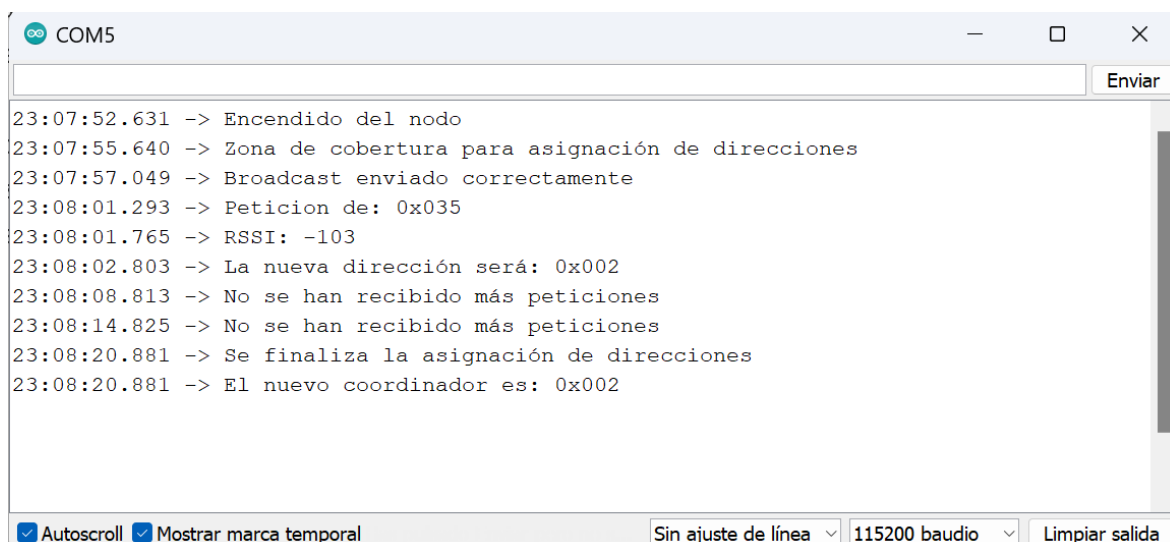 COM5
Enviar
23:07:52.631 -> Encendido del nodo
23:07:55.640 -> Zona de cobertura para asignación de direcciones
23:07:57.049 -> Broadcast enviado correctamente
23:08:01.293 -> Peticion de: 0x035
23:08:01.765 -> RSSI: -103
23:08:02.803 -> La nueva dirección será: 0x002
23:08:08.813 -> No se han recibido más peticiones
23:08:14.825 -> No se han recibido más peticiones
23:08:20.881 -> Se finaliza la asignación de direcciones
23:08:20.881 -> El nuevo coordinador es: 0x002
Autoscroll Mostrar marca temporal Sin ajuste de línea 115200 baudio Limpiar salida